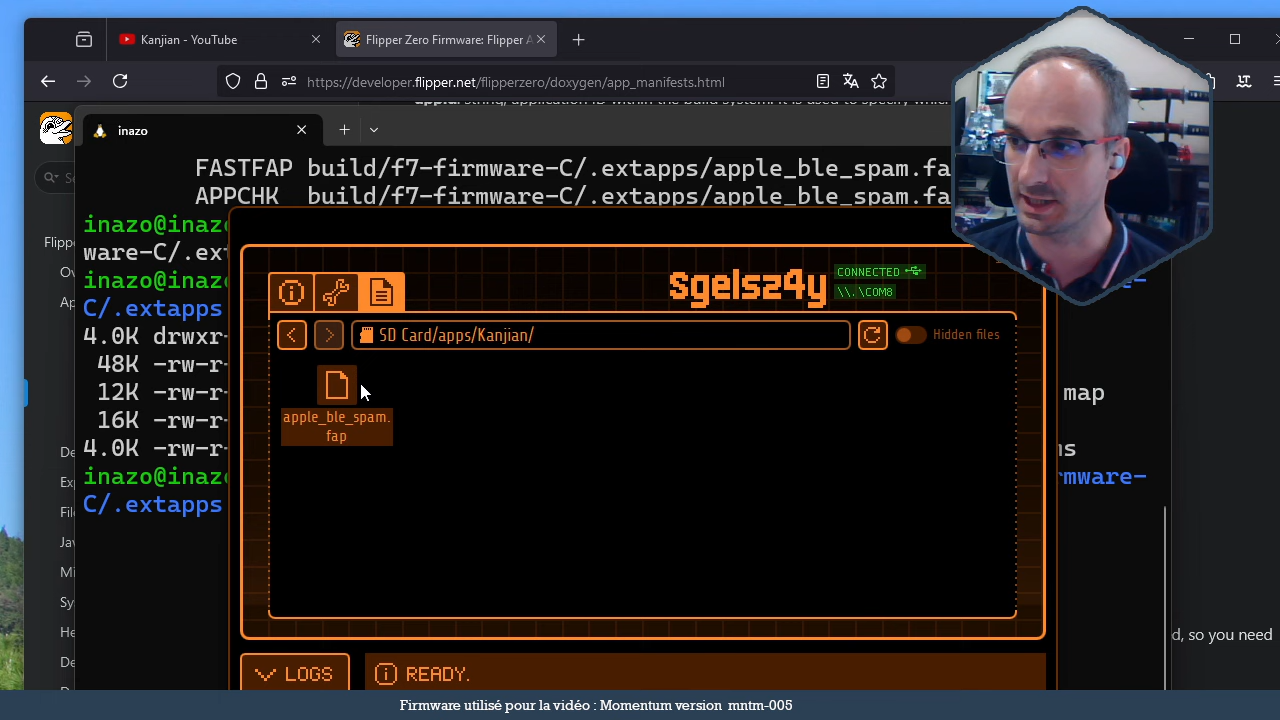 Kanjian - YouTube
Flipper Zero Firmware: Flipper A
https://developer.flipper.net/flipperzero/doxygen/app_manifests.html
inazo
FASTFAP build/f7-firmware-C/.extapps/apple_ble_spam.fa
APPCHK build/f7-firmware-C/.extapps/apple_ble_spam.fa
inazo@inazo
ware-C/.ext
inazo@inazo
C/.extapps
4.0K drwxr-
48K -rw-r-
12K -rw-r- map
16K -rw-r-
4.0K -rw-r-
inazo@inazo rmware-
C/.extapps
Sgelsz4y
CONNECTED
\\.\COM8
SD Card/apps/Kanjian/
Hidden files
apple_ble_spam.
fap
LOGS
READY.
d, so you need
Firmware utilisé pour la vidéo : Momentum version mntm-005